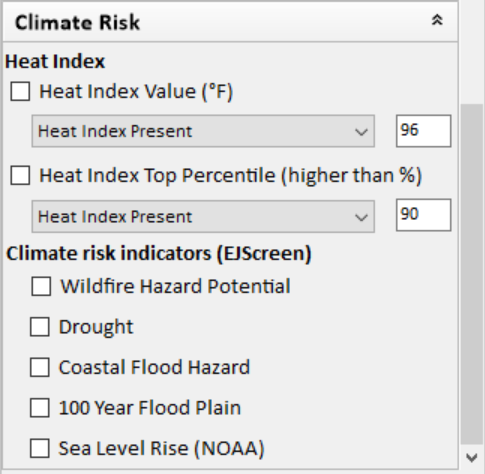 Climate Risk
Heat Index
Heat Index Value (°F)
Heat Index Present 96
Heat Index Top Percentile (higher than %)
Heat Index Present 90
Climate risk indicators (EJScreen)
Wildfire Hazard Potential
Drought
Coastal Flood Hazard
100 Year Flood Plain
Sea Level Rise (NOAA)